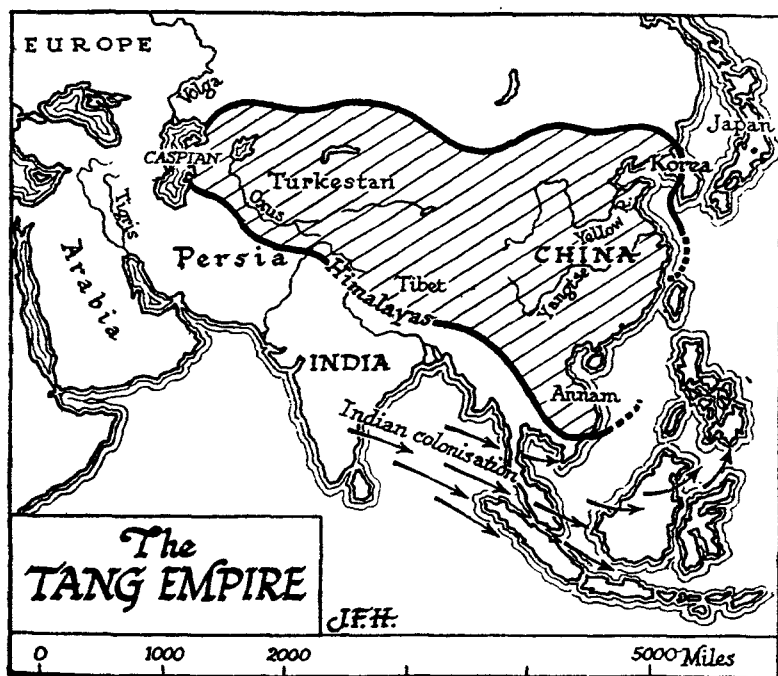 EUROPE
Volga
Japan
CASPIAN
Korea
Turkestan
Tigris
Oxus
Yellow
Persia
CHINA
Arabia
Himalayas
Tibet
Yangtse
INDIA
Annam
Indian colonisation
The
TANG EMPIRE
J.F.H.
0 1000 2000 5000 Miles